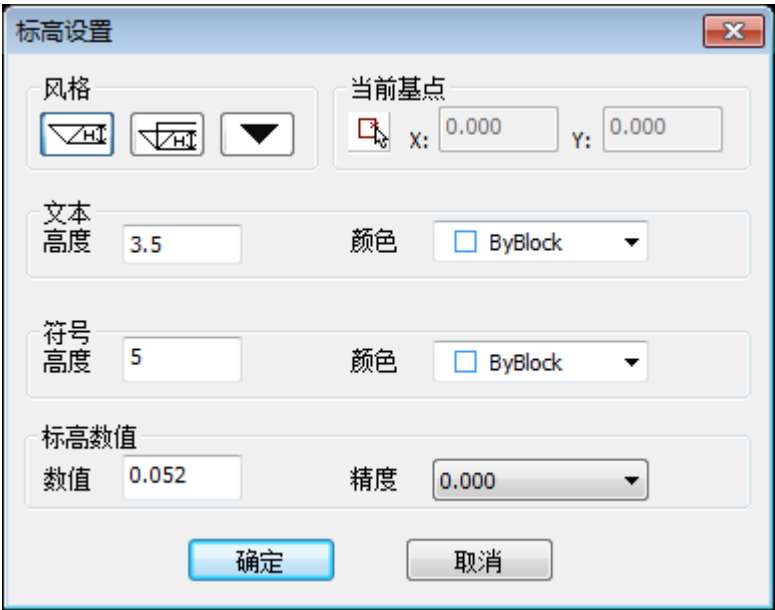 标高设置
风格 当前基点
H H X: 0.000 Y: 0.000
文本
高度 3.5 颜色 ByBlock
符号
高度 5 颜色 ByBlock
标高数值
数值 0.052 精度 0.000
确定 取消